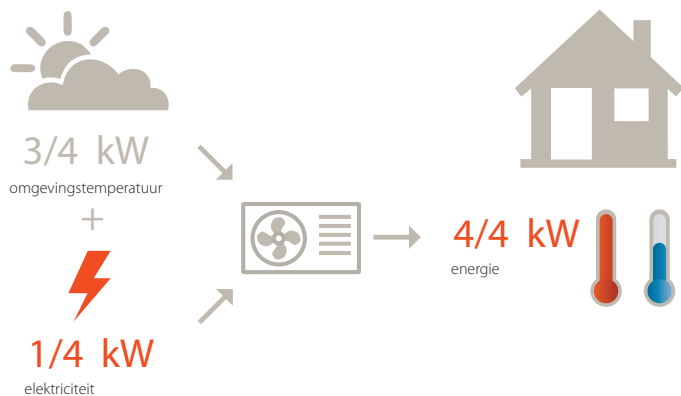 3/4 kW
omgevingstemperatuur
+
1/4 kW
elektriciteit
4/4 kW
energie